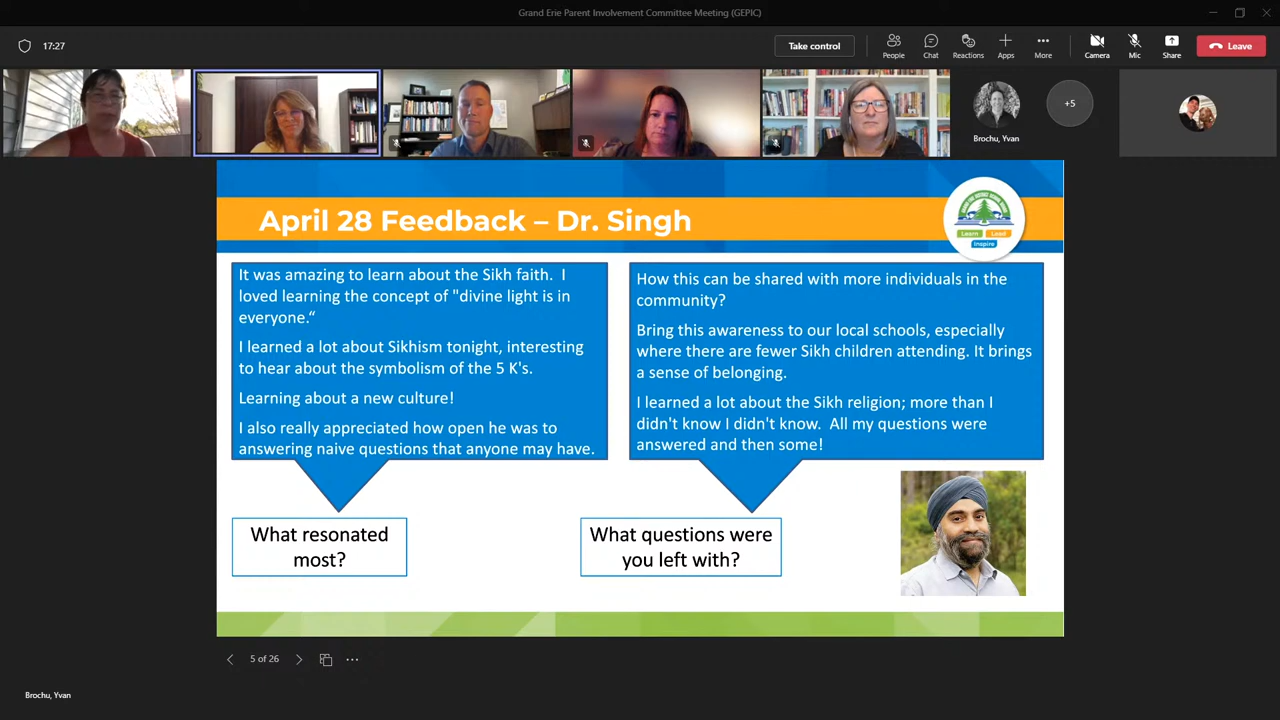 Grand Erie Parent Involvement Committee Meeting (GEPIC)
17:27
Take control
People
Chat
Reactions
Apps
More
Camera
Mic
Share
Leave
+5
Brochu, Yvan
April 28 Feedback – Dr. Singh
Learn
Lead
Inspire
It was amazing to learn about the Sikh faith. I
loved learning the concept of "divine light is in
everyone.“
I learned a lot about Sikhism tonight, interesting
to hear about the symbolism of the 5 K's.
Learning about a new culture!
I also really appreciated how open he was to
answering naive questions that anyone may have.
How this can be shared with more individuals in the
community?
Bring this awareness to our local schools, especially
where there are fewer Sikh children attending. It brings
a sense of belonging.
I learned a lot about the Sikh religion; more than I
didn't know I didn't know. All my questions were
answered and then some!
What resonated
most?
What questions were
you left with?
5 of 26
Brochu, Yvan